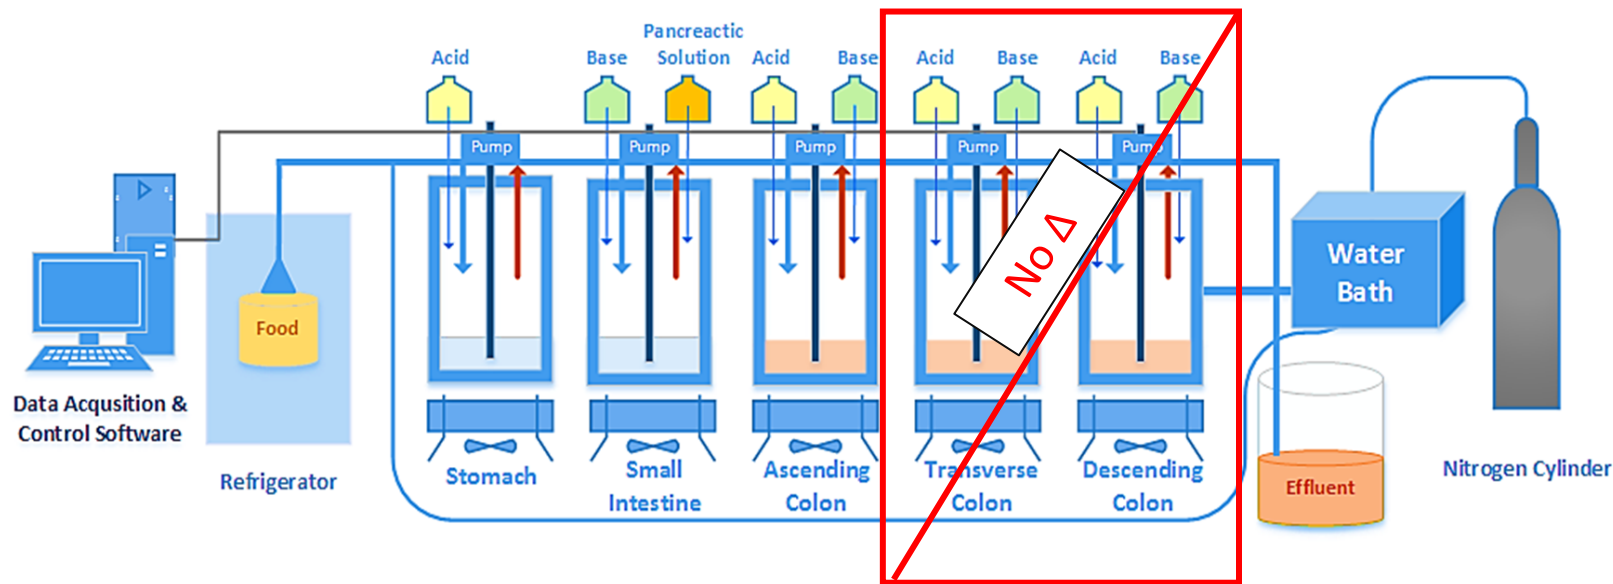 Pancreactic
Acid Base Solution Acid Base Acid Base Acid Base
Pump Pump Pump Pump Pump
No Δ
Water
Bath
Food
Data Acqusition &
Control Software
Refrigerator
Stomach
Small
Intestine
Ascending
Colon
Transverse
Colon
Descending
Colon
Effluent
Nitrogen Cylinder